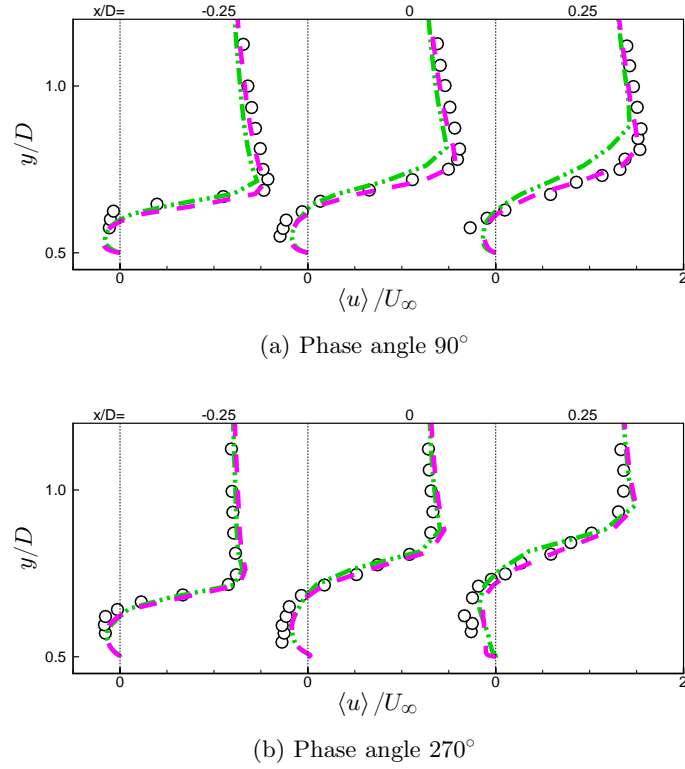 x/D= -0.25 0 0.25
1.0
y/D
0.5
0 0 0 2
⟨u⟩/U∞
(a) Phase angle 90°
x/D= -0.25 0 0.25
1.0
y/D
0.5
0 0 0 2
⟨u⟩/U∞
(b) Phase angle 270°